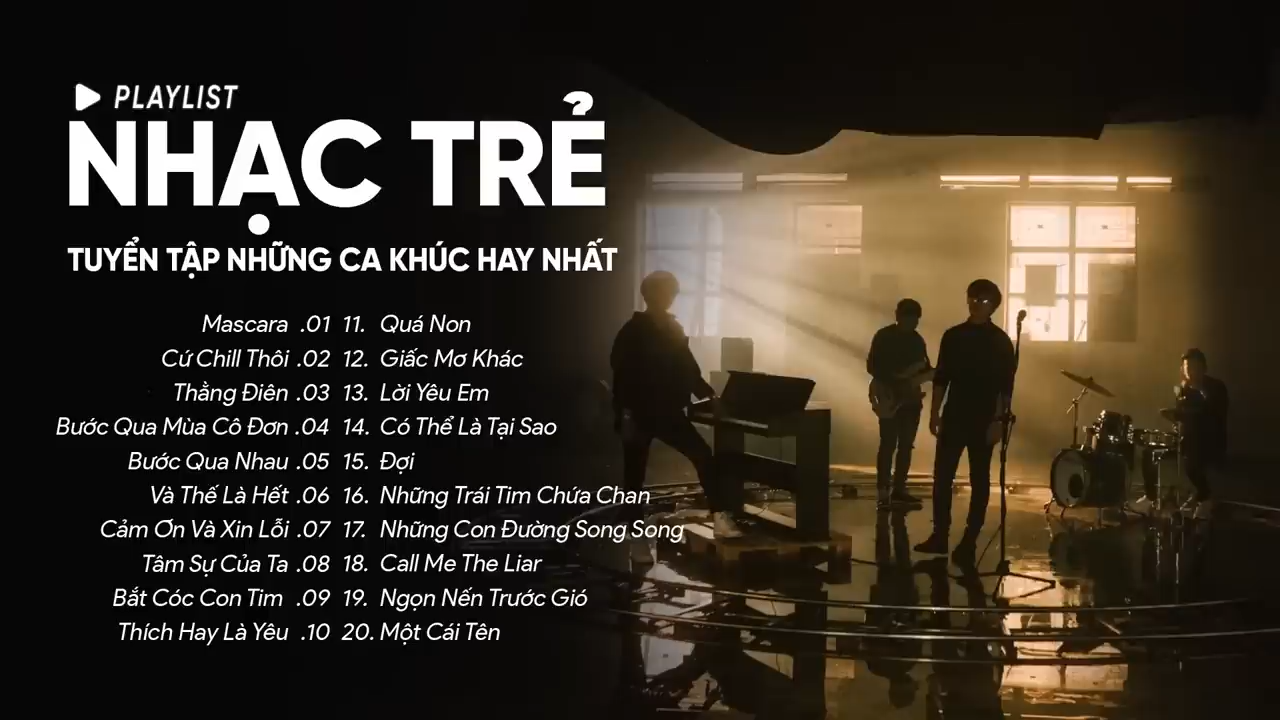 PLAYLIST
NHẠC TRẺ
TUYỂN TẬP NHỮNG CA KHÚC HAY NHẤT
Mascara .01
Cứ Chill Thôi .02
Thằng Điên .03
Bước Qua Mùa Cô Đơn .04
Bước Qua Nhau .05
Và Thế Là Hết .06
Cảm Ơn Và Xin Lỗi .07
Tâm Sự Của Ta .08
Bắt Cóc Con Tim .09
Thích Hay Là Yêu .10
11. Quá Non
12. Giấc Mơ Khác
13. Lời Yêu Em
14. Có Thể Là Tại Sao
15. Đợi
16. Những Trái Tim Chứa Chan
17. Những Con Đường Song Song
18. Call Me The Liar
19. Ngọn Nến Trước Gió
20. Một Cái Tên